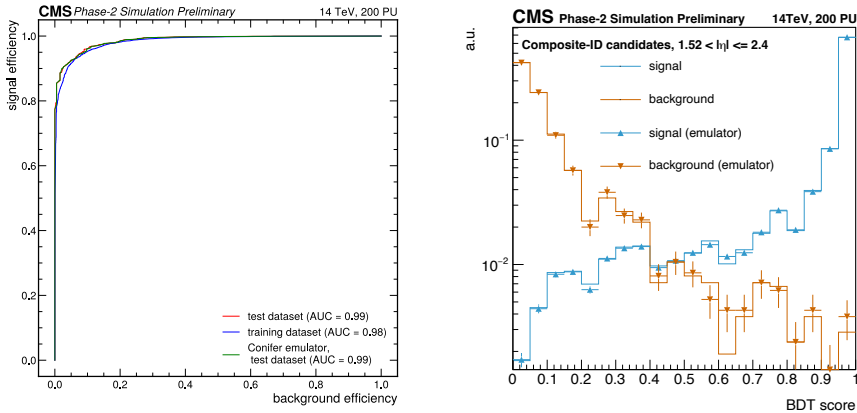 CMS Phase-2 Simulation Preliminary 14 TeV, 200 PU
signal efficiency
1.0
0.8
0.6
0.4
0.2
0.0
test dataset (AUC = 0.99)
training dataset (AUC = 0.98)
Conifer emulator,
test dataset (AUC = 0.99)
0.0 0.2 0.4 0.6 0.8 1.0
background efficiency
CMS Phase-2 Simulation Preliminary 14TeV, 200 PU
a.u.
Composite-ID candidates, 1.52 < |η| <= 2.4
signal
background
signal (emulator)
background (emulator)
10⁻¹
10⁻²
0 0.1 0.2 0.3 0.4 0.5 0.6 0.7 0.8 0.9 1
BDT score